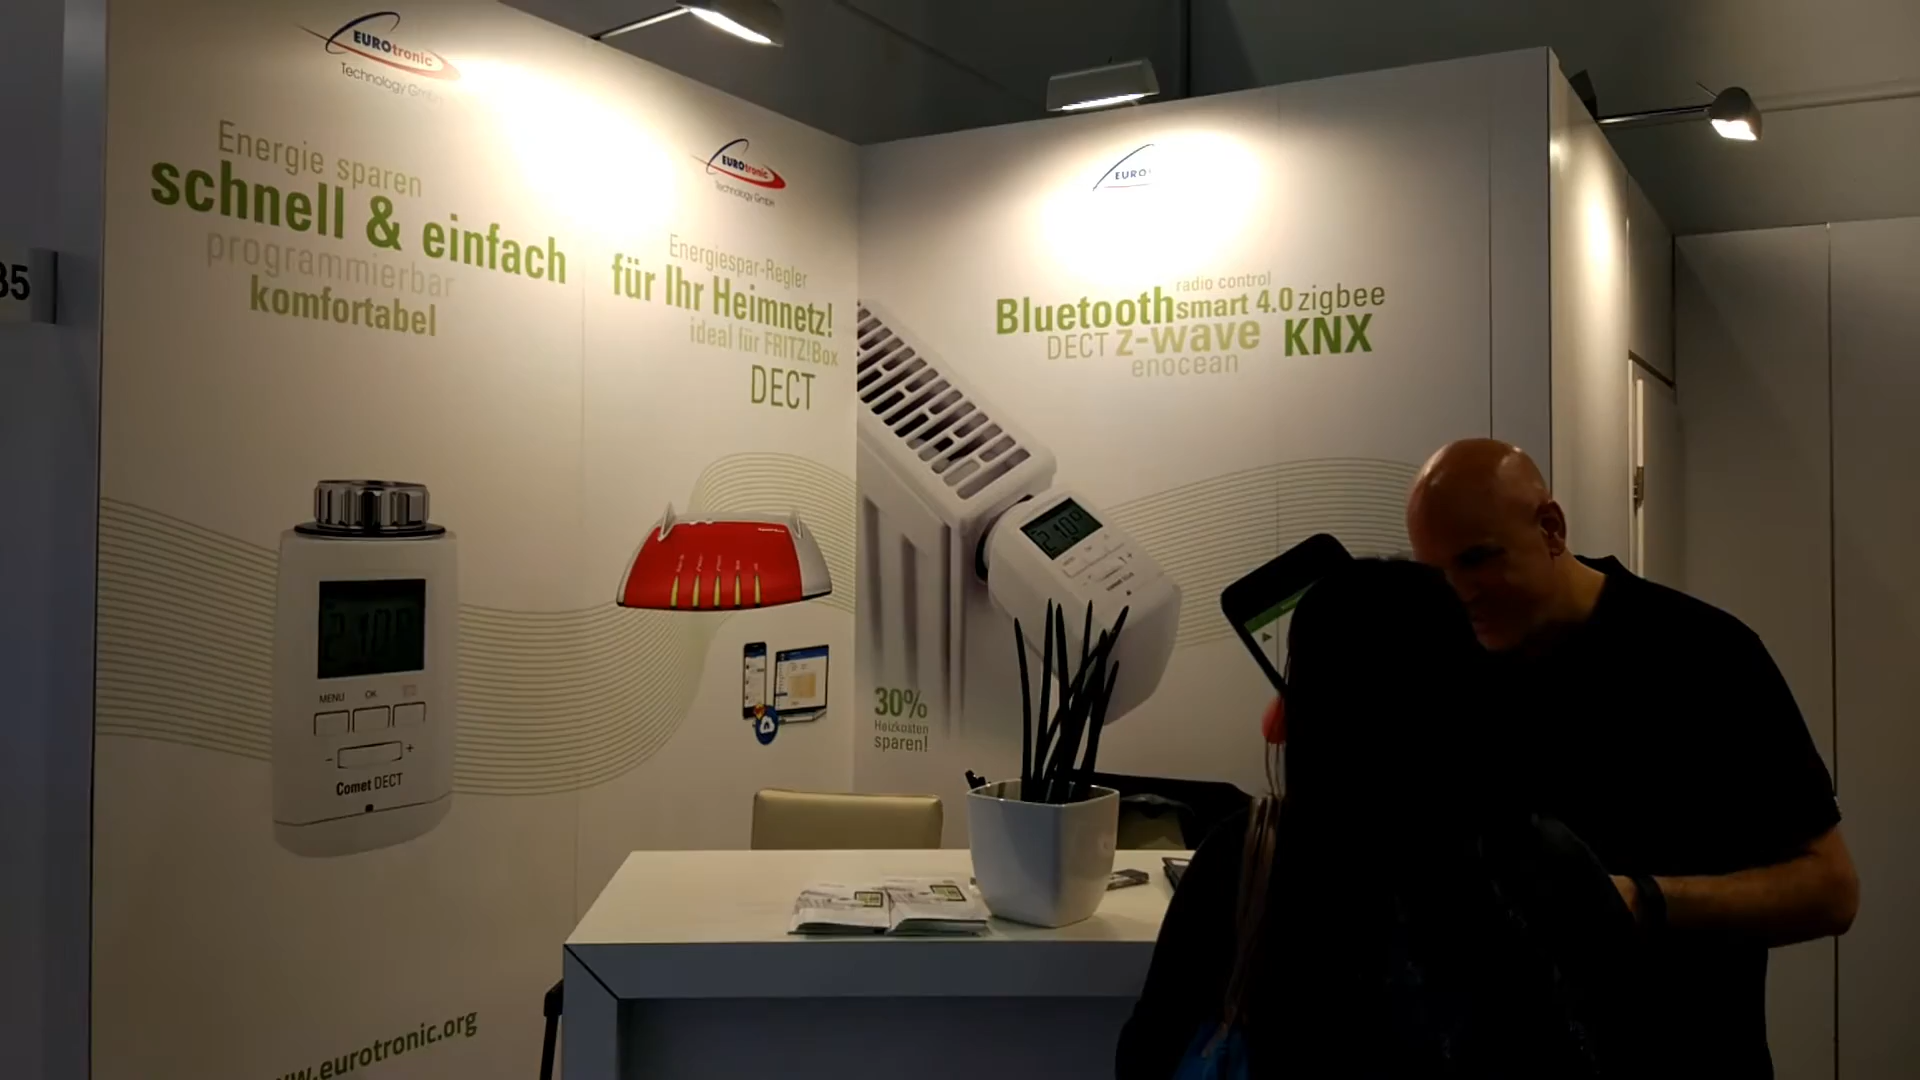 35
EUROtronic
Technology GmbH
Energie sparen
schnell & einfach
programmierbar
komfortabel
MENU OK
- +
Comet DECT
www.eurotronic.org
EUROtronic
Technology GmbH
Energiespar-Regler
für Ihr Heimnetz!
ideal für FRITZ!Box
DECT
EURO
radio control
Bluetooth smart 4.0 zigbee
DECT z-wave KNX
enocean
21.0°
30%
Heizkosten
sparen!